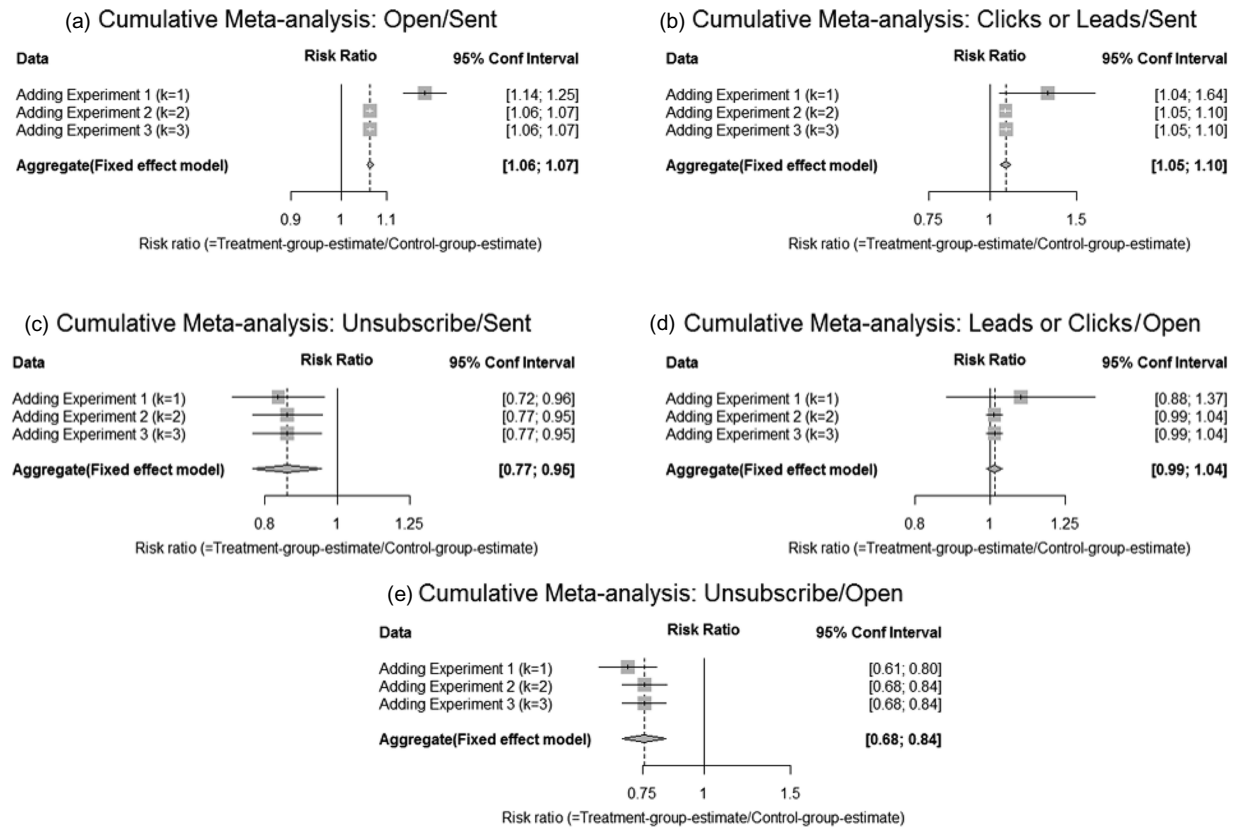 (a) Cumulative Meta-analysis: Open/Sent
Data Risk Ratio 95% Conf Interval
Adding Experiment 1 (k=1) [1.14; 1.25]
Adding Experiment 2 (k=2) [1.06; 1.07]
Adding Experiment 3 (k=3) [1.06; 1.07]
Aggregate(Fixed effect model) [1.06; 1.07]
0.9 1 1.1
Risk ratio (=Treatment-group-estimate/Control-group-estimate)
(b) Cumulative Meta-analysis: Clicks or Leads/Sent
Data Risk Ratio 95% Conf Interval
Adding Experiment 1 (k=1) [1.04; 1.64]
Adding Experiment 2 (k=2) [1.05; 1.10]
Adding Experiment 3 (k=3) [1.05; 1.10]
Aggregate(Fixed effect model) [1.05; 1.10]
0.75 1 1.5
Risk ratio (=Treatment-group-estimate/Control-group-estimate)
(c) Cumulative Meta-analysis: Unsubscribe/Sent
Data Risk Ratio 95% Conf Interval
Adding Experiment 1 (k=1) [0.72; 0.96]
Adding Experiment 2 (k=2) [0.77; 0.95]
Adding Experiment 3 (k=3) [0.77; 0.95]
Aggregate(Fixed effect model) [0.77; 0.95]
0.8 1 1.25
Risk ratio (=Treatment-group-estimate/Control-group-estimate)
(d) Cumulative Meta-analysis: Leads or Clicks/Open
Data Risk Ratio 95% Conf Interval
Adding Experiment 1 (k=1) [0.88; 1.37]
Adding Experiment 2 (k=2) [0.99; 1.04]
Adding Experiment 3 (k=3) [0.99; 1.04]
Aggregate(Fixed effect model) [0.99; 1.04]
0.8 1 1.25
Risk ratio (=Treatment-group-estimate/Control-group-estimate)
(e) Cumulative Meta-analysis: Unsubscribe/Open
Data Risk Ratio 95% Conf Interval
Adding Experiment 1 (k=1) [0.61; 0.80]
Adding Experiment 2 (k=2) [0.68; 0.84]
Adding Experiment 3 (k=3) [0.68; 0.84]
Aggregate(Fixed effect model) [0.68; 0.84]
0.75 1 1.5
Risk ratio (=Treatment-group-estimate/Control-group-estimate)